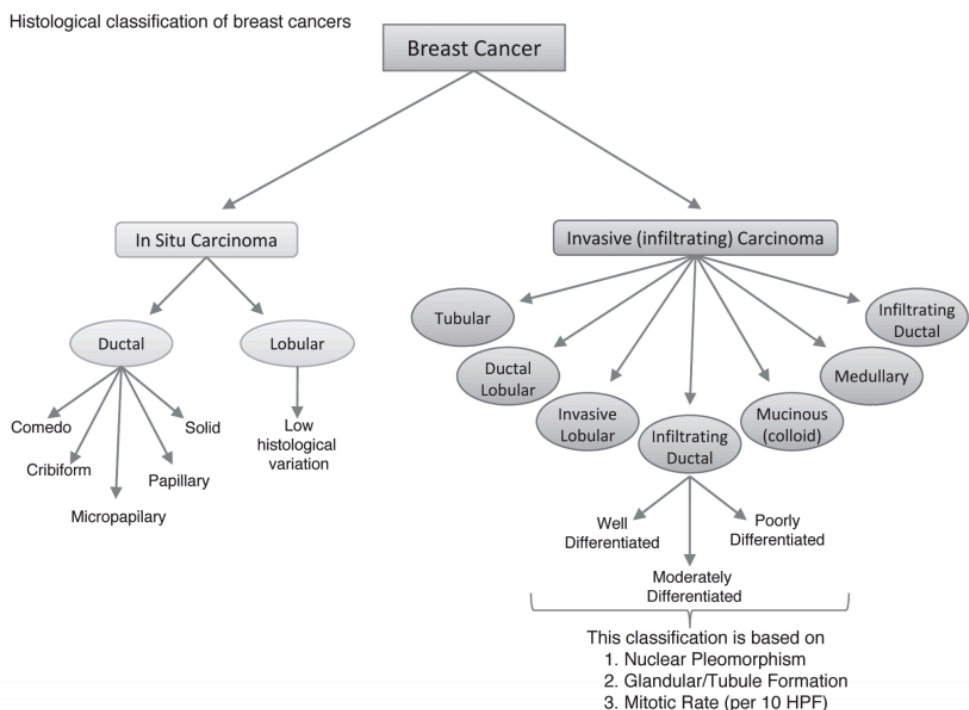 Histological classification of breast cancers
Breast Cancer
In Situ Carcinoma
Invasive (infiltrating) Carcinoma
Ductal
Lobular
Comedo
Cribiform
Micropapilary
Papillary
Solid
Low
histological
variation
Tubular
Ductal
Lobular
Invasive
Lobular
Infiltrating
Ductal
Mucinous
(colloid)
Medullary
Infiltrating
Ductal
Well
Differentiated
Moderately
Differentiated
Poorly
Differentiated
This classification is based on
1. Nuclear Pleomorphism
2. Glandular/Tubule Formation
3. Mitotic Rate (per 10 HPF)